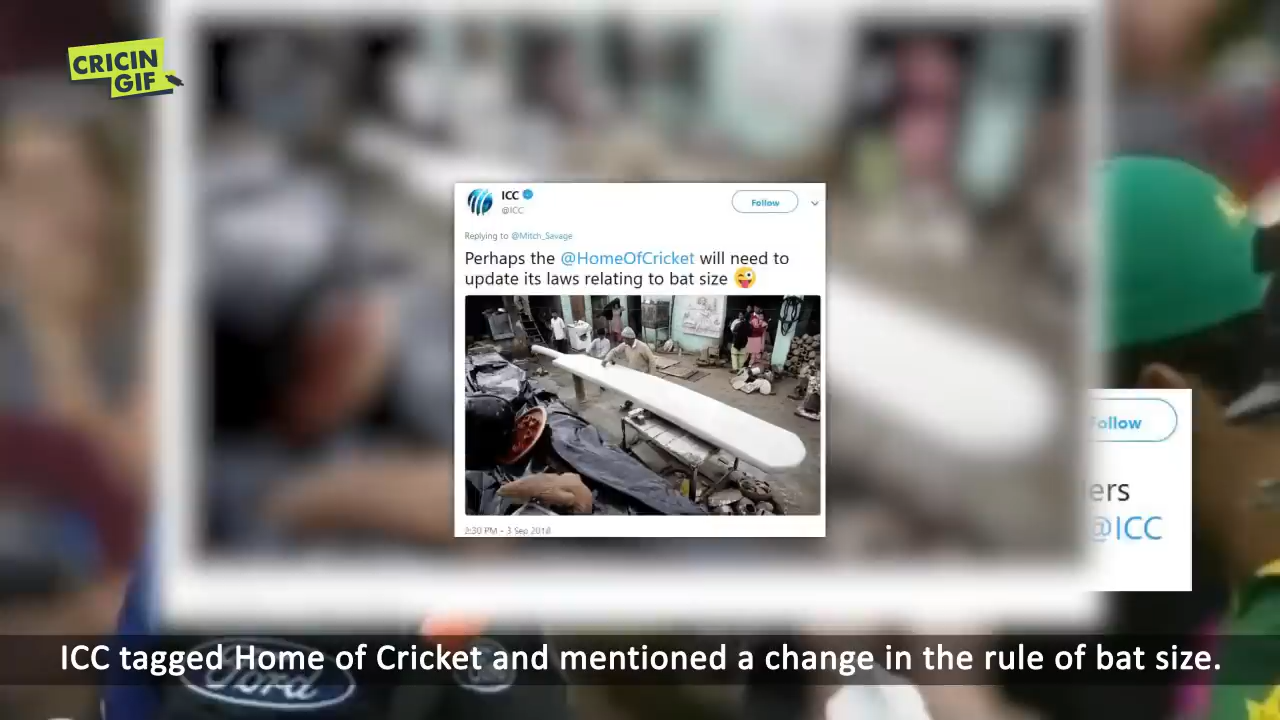 CRICIN
GIF
ICC
@ICC
Follow
Replying to @Mitch_Savage
Perhaps the @HomeOfCricket will need to
update its laws relating to bat size 😜
2:30 PM - 3 Sep 2018
Follow
ers
@ICC
Ford
ICC tagged Home of Cricket and mentioned a change in the rule of bat size.